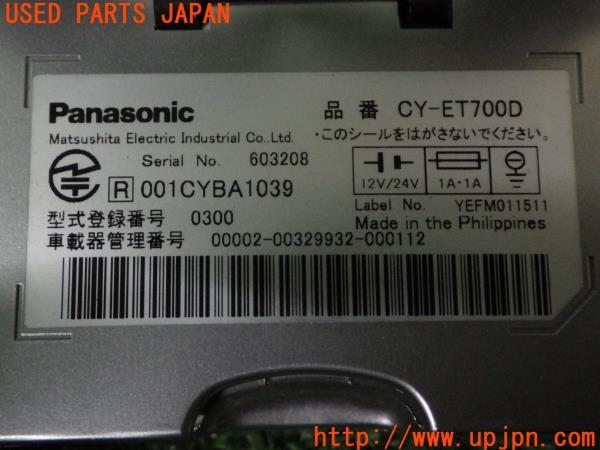 USED PARTS JAPAN
Panasonic
品番 CY-ET700D
Matsushita Electric Industrial Co.,Ltd.
・このシールをはがさないでください。
Serial No. 603208
R 001CYBA1039
12V/24V
1A・1A
Label No. YEFM011511
型式登録番号 0300
Made in the Philippines
車載器管理番号 00002-00329932-000112
http://www.upjpn.com